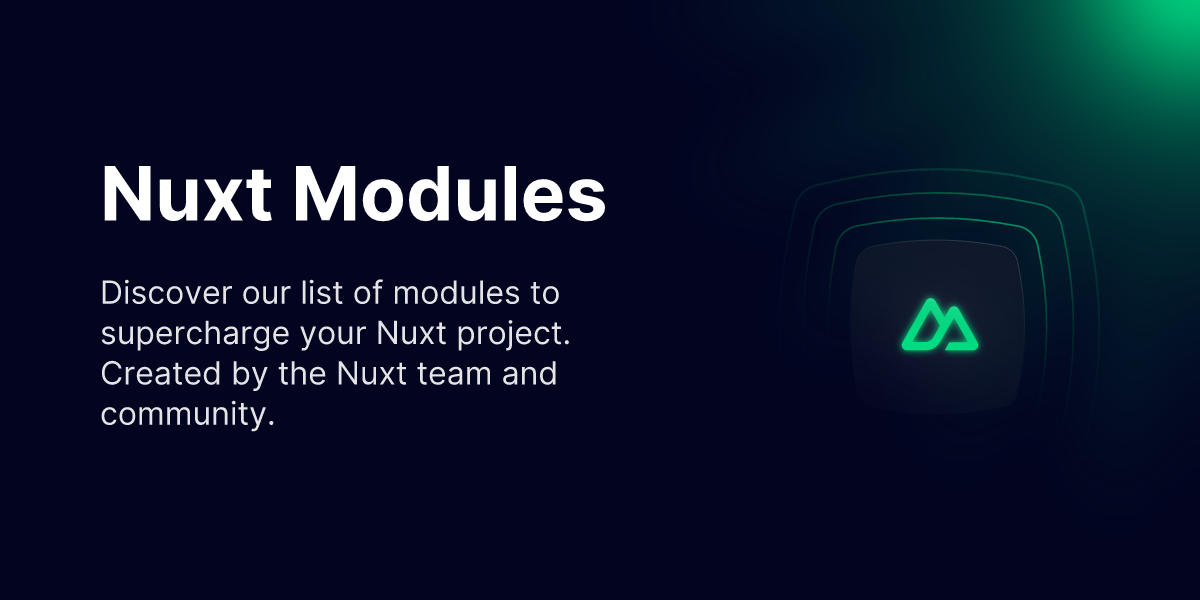 Nuxt Modules
Discover our list of modules to
supercharge your Nuxt project.
Created by the Nuxt team and
community.